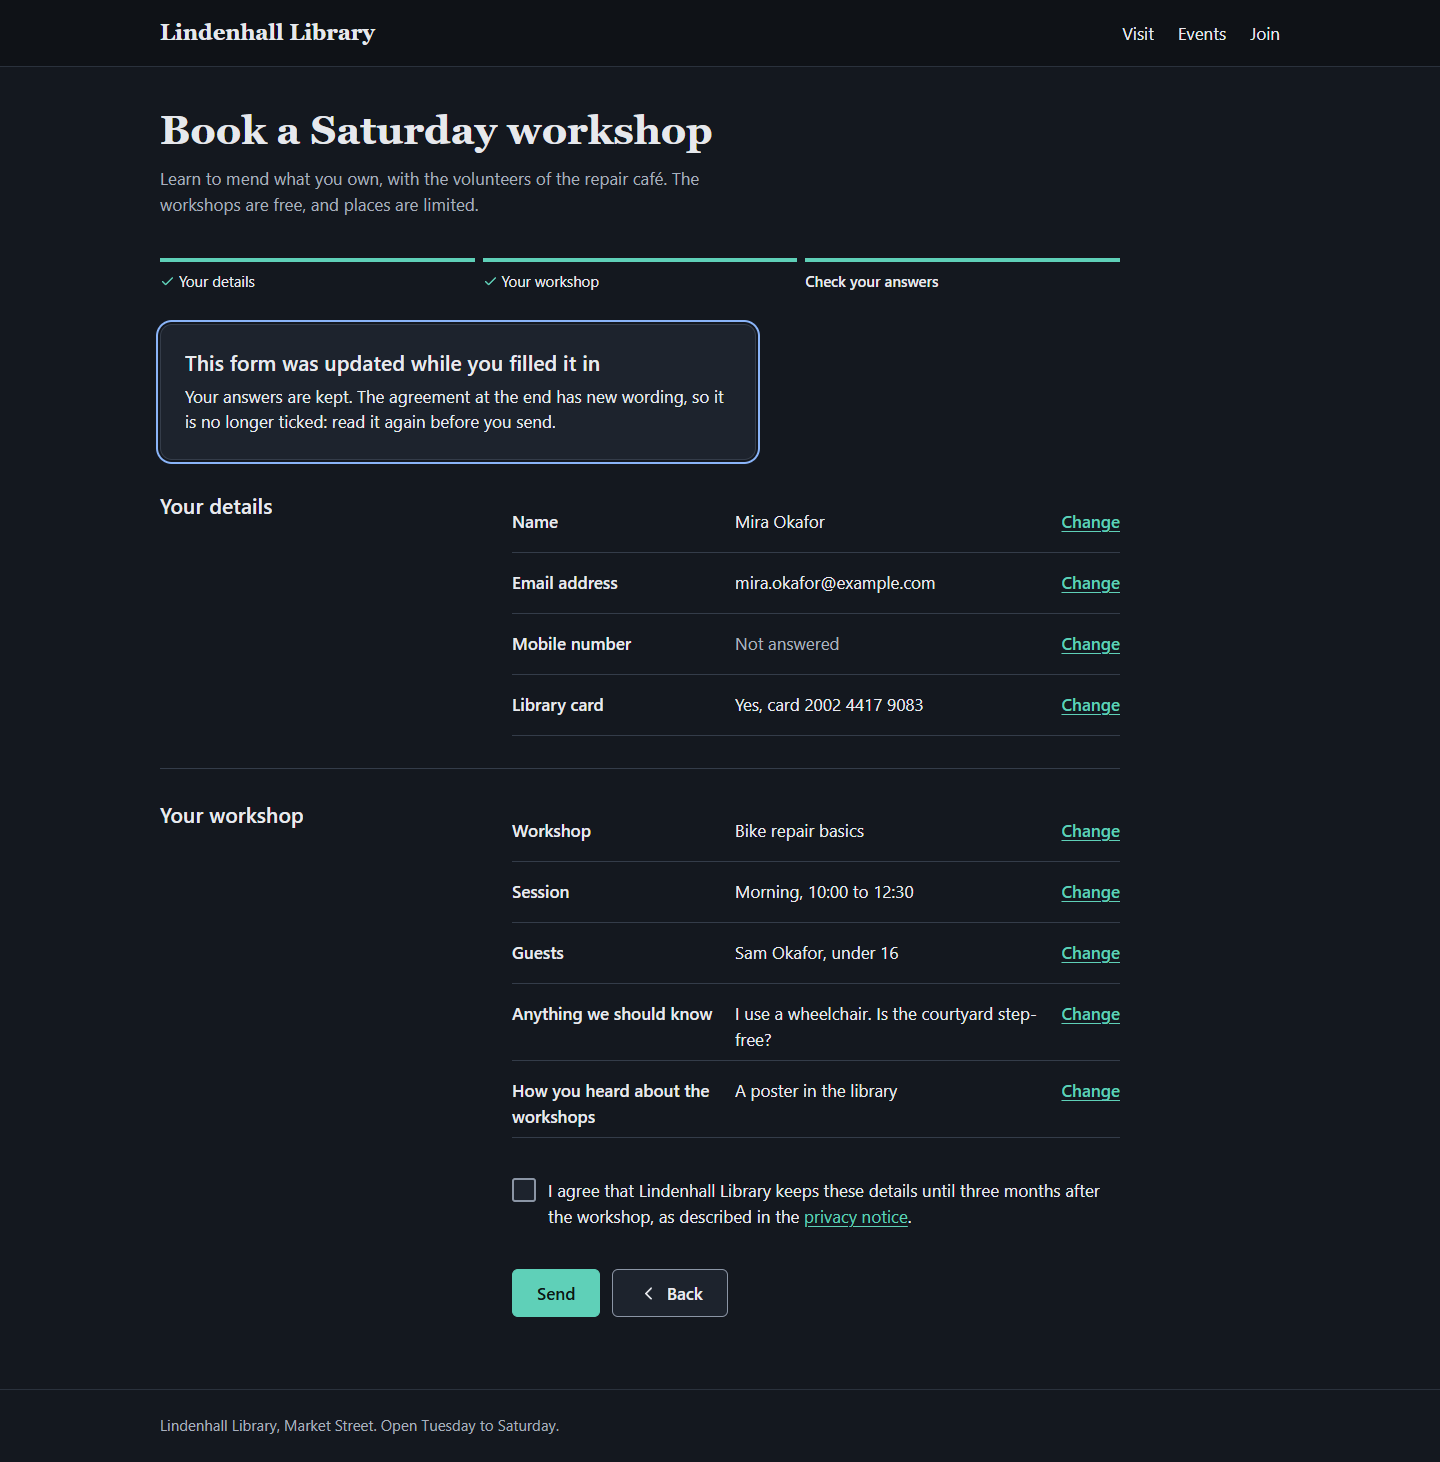 Lindenhall Library
Visit
Events
Join
Book a Saturday workshop
Learn to mend what you own, with the volunteers of the repair café. The
workshops are free, and places are limited.
Your details
Your workshop
Check your answers
This form was updated while you filled it in
Your answers are kept. The agreement at the end has new wording, so it
is no longer ticked: read it again before you send.
Your details
Name
Mira Okafor
Change
Email address
mira.okafor@example.com
Change
Mobile number
Not answered
Change
Library card
Yes, card 2002 4417 9083
Change
Your workshop
Workshop
Bike repair basics
Change
Session
Morning, 10:00 to 12:30
Change
Guests
Sam Okafor, under 16
Change
Anything we should know
I use a wheelchair. Is the courtyard step-
free?
Change
How you heard about the
workshops
A poster in the library
Change
I agree that Lindenhall Library keeps these details until three months after
the workshop, as described in the privacy notice.
Send
Back
Lindenhall Library, Market Street. Open Tuesday to Saturday.